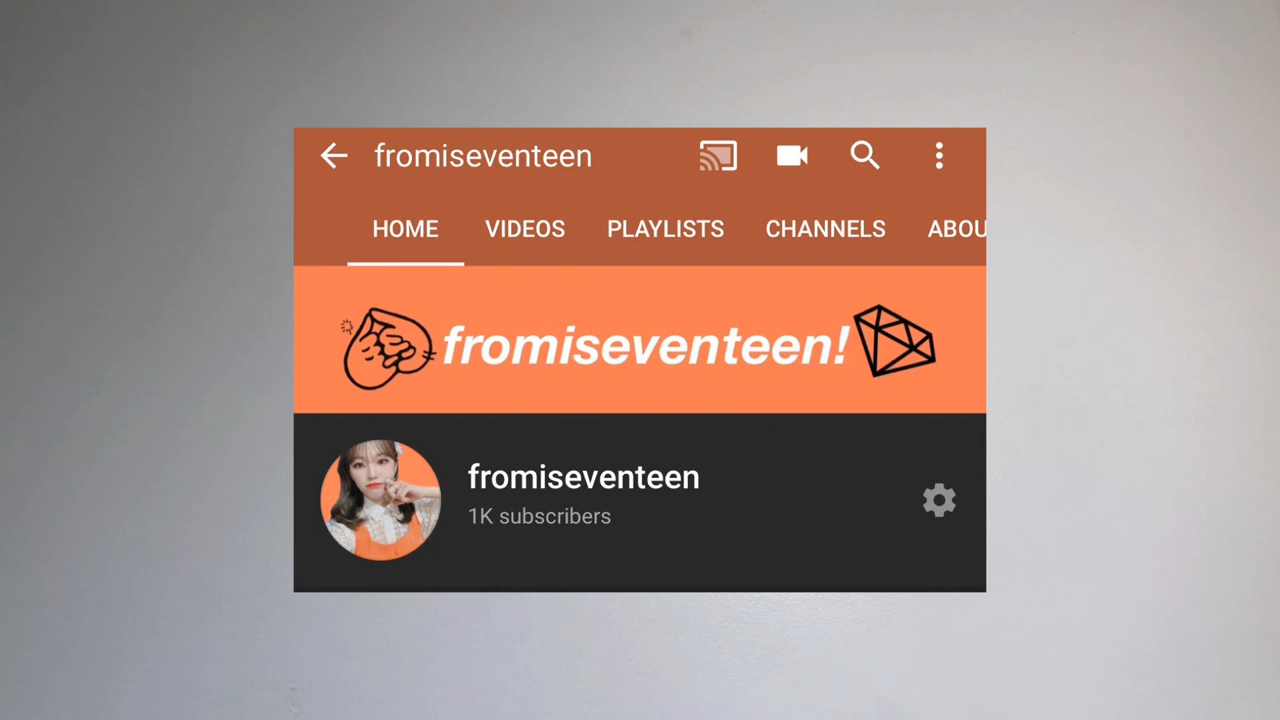 fromiseventeen
HOME VIDEOS PLAYLISTS CHANNELS ABOU
fromiseventeen!
fromiseventeen
1K subscribers